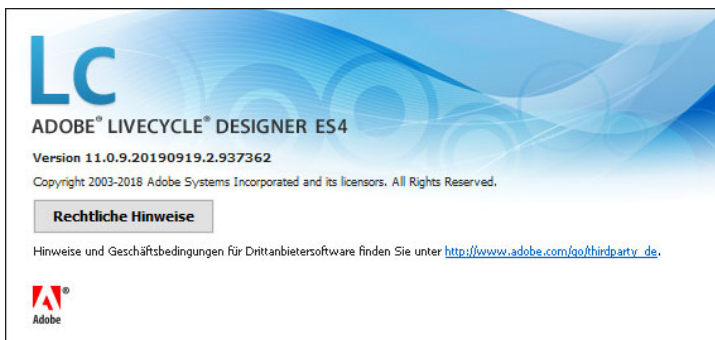 Lc
ADOBE® LIVECYCLE® DESIGNER ES4
Version 11.0.9.20190919.2.937362
Copyright 2003-2018 Adobe Systems Incorporated and its licensors. All Rights Reserved.
Rechtliche Hinweise
Hinweise und Geschäftsbedingungen für Drittanbietersoftware finden Sie unter http://www.adobe.com/go/thirdparty_de.
®
Adobe